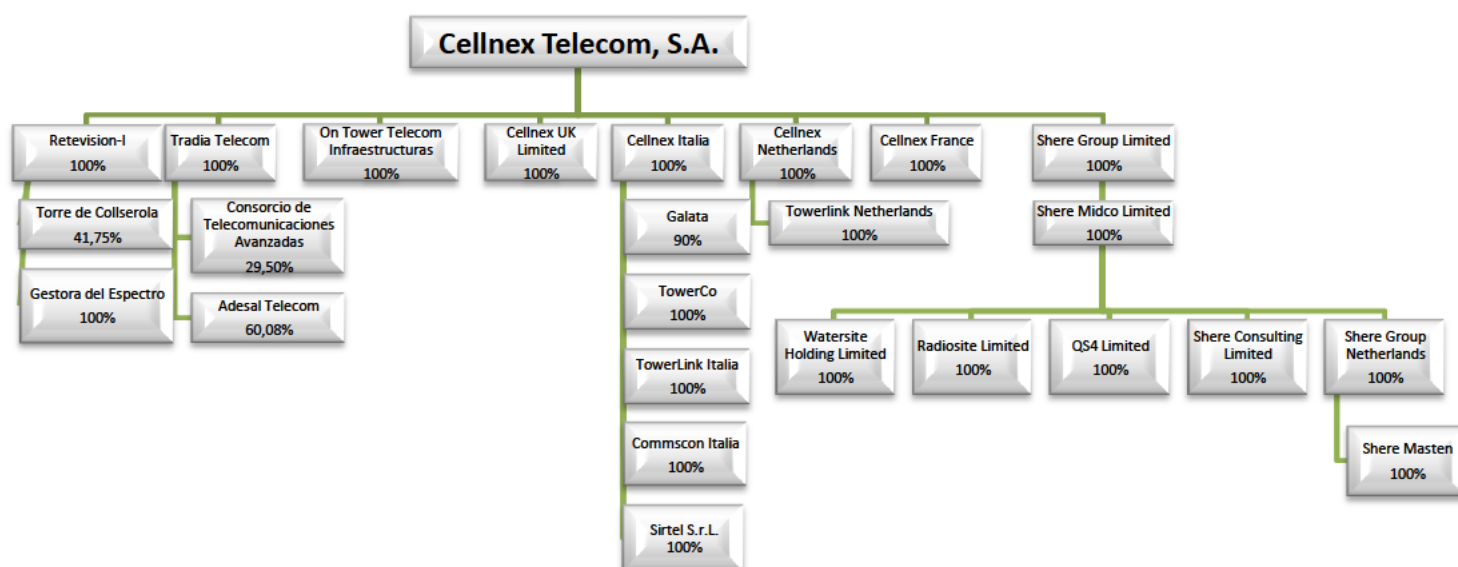 Cellnex Telecom, S.A.
Retevision-I
100%
Tradia Telecom
100%
On Tower Telecom
Infraestructuras
100%
Cellnex UK
Limited
100%
Cellnex Italia
100%
Cellnex
Netherlands
100%
Cellnex France
100%
Shere Group Limited
100%
Torre de Collserola
41,75%
Gestora del Espectro
100%
Consorcio de
Telecomunicaciones
Avanzadas
29,50%
Adesal Telecom
60,08%
Galata
90%
TowerCo
100%
TowerLink Italia
100%
Commscon Italia
100%
Sirtel S.r.L.
100%
Towerlink Netherlands
100%
Shere Midco Limited
100%
Watersite
Holding Limited
100%
Radiosite Limited
100%
QS4 Limited
100%
Shere Consulting
Limited
100%
Shere Group
Netherlands
100%
Shere Masten
100%